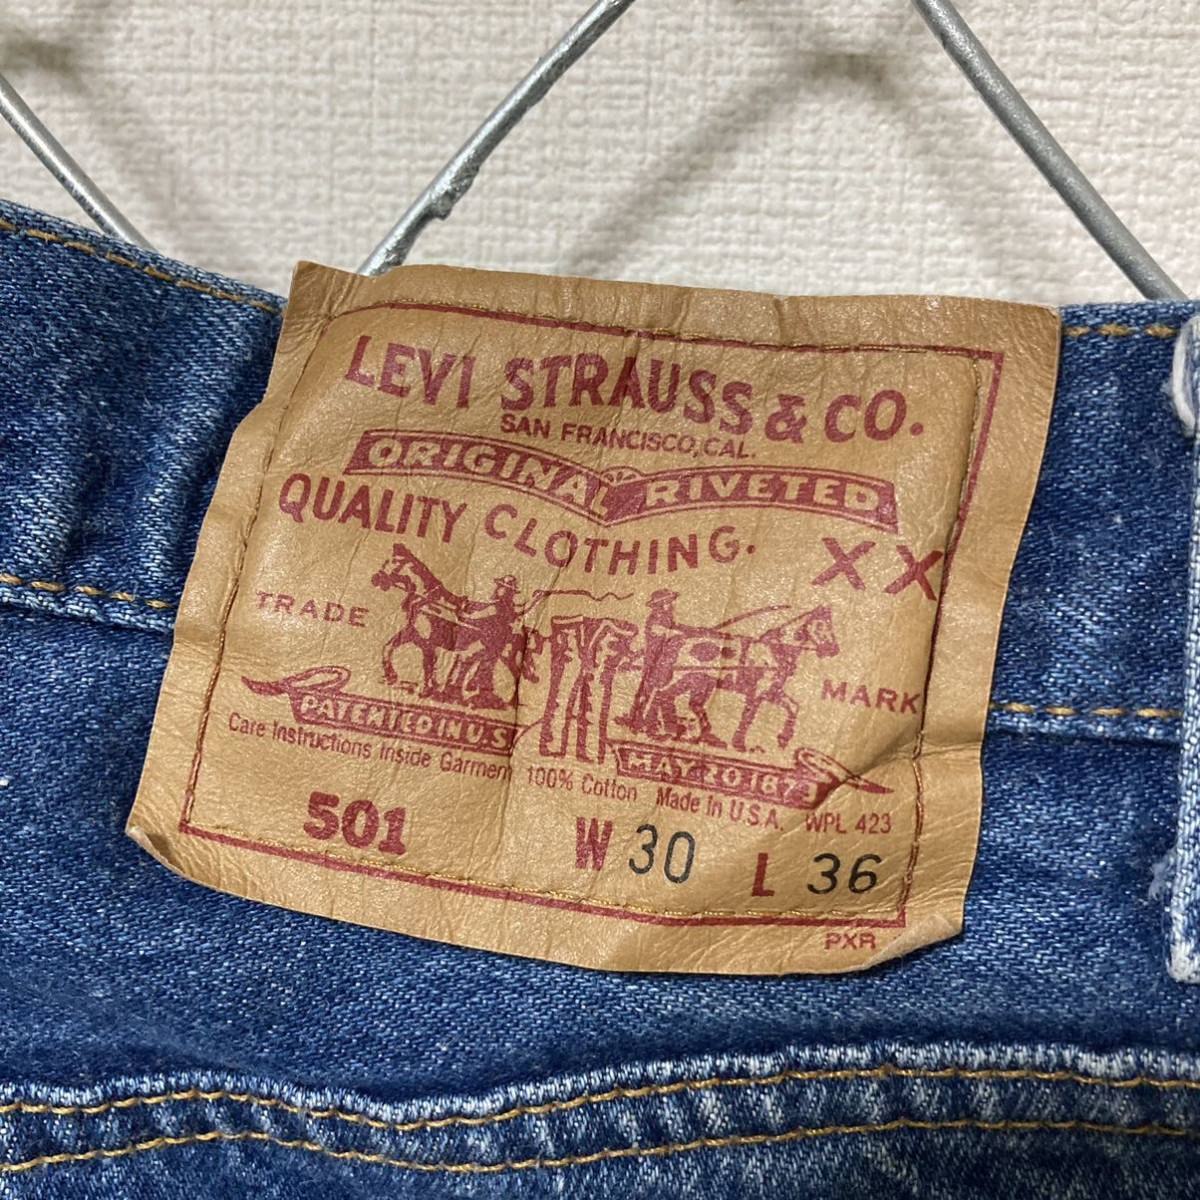 LEVI STRAUSS & CO.
SAN FRANCISCO, CAL.
ORIGINAL RIVETED
QUALITY CLOTHING.
XX
TRADE MARK
PATENTED IN U.S
MAY 20 1873
Care Instructions Inside Garment 100% Cotton Made in U.S.A. WPL 423
501 W 30 L 36
PXR